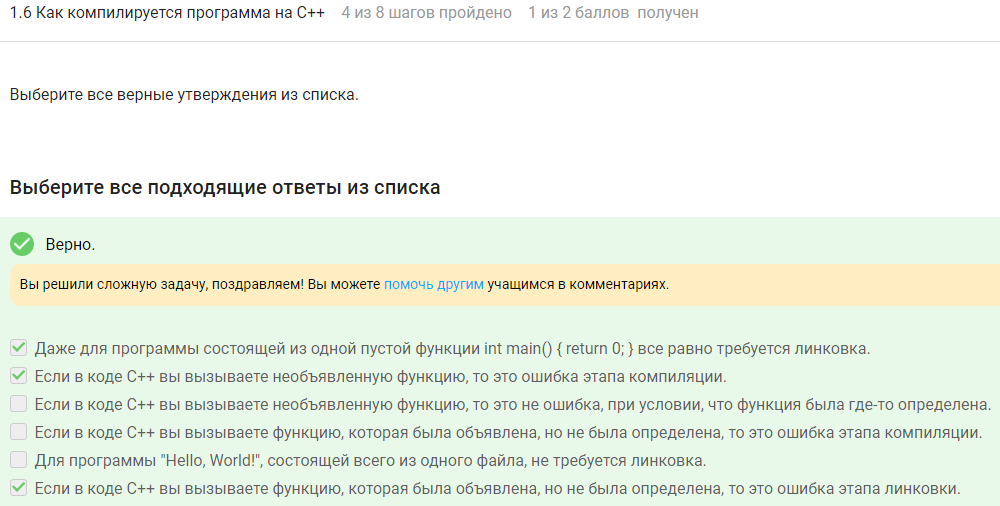 1.6 Как компилируется программа на C++ 4 из 8 шагов пройдено 1 из 2 баллов получен
Выберите все верные утверждения из списка.
Выберите все подходящие ответы из списка
Верно.
Вы решили сложную задачу, поздравляем! Вы можете помочь другим учащимся в комментариях.
Даже для программы состоящей из одной пустой функции int main() { return 0; } все равно требуется линковка.
Если в коде C++ вы вызываете необъявленную функцию, то это ошибка этапа компиляции.
Если в коде C++ вы вызываете необъявленную функцию, то это не ошибка, при условии, что функция была где-то определена.
Если в коде C++ вы вызываете функцию, которая была объявлена, но не была определена, то это ошибка этапа компиляции.
Для программы "Hello, World!", состоящей всего из одного файла, не требуется линковка.
Если в коде C++ вы вызываете функцию, которая была объявлена, но не была определена, то это ошибка этапа линковки.